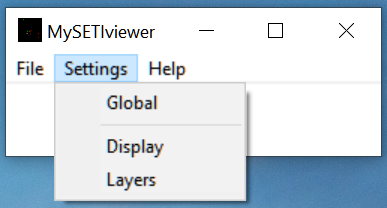 MySETIviewer
File Settings Help
Global
Display
Layers